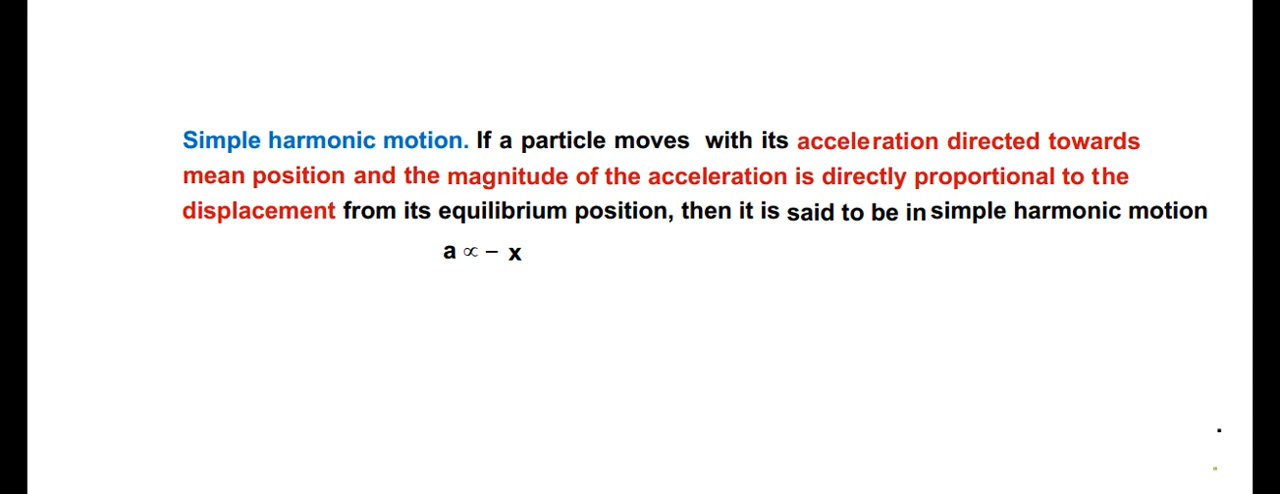 Simple harmonic motion. If a particle moves with its acceleration directed towards
mean position and the magnitude of the acceleration is directly proportional to the
displacement from its equilibrium position, then it is said to be in simple harmonic motion
a ∝ – x